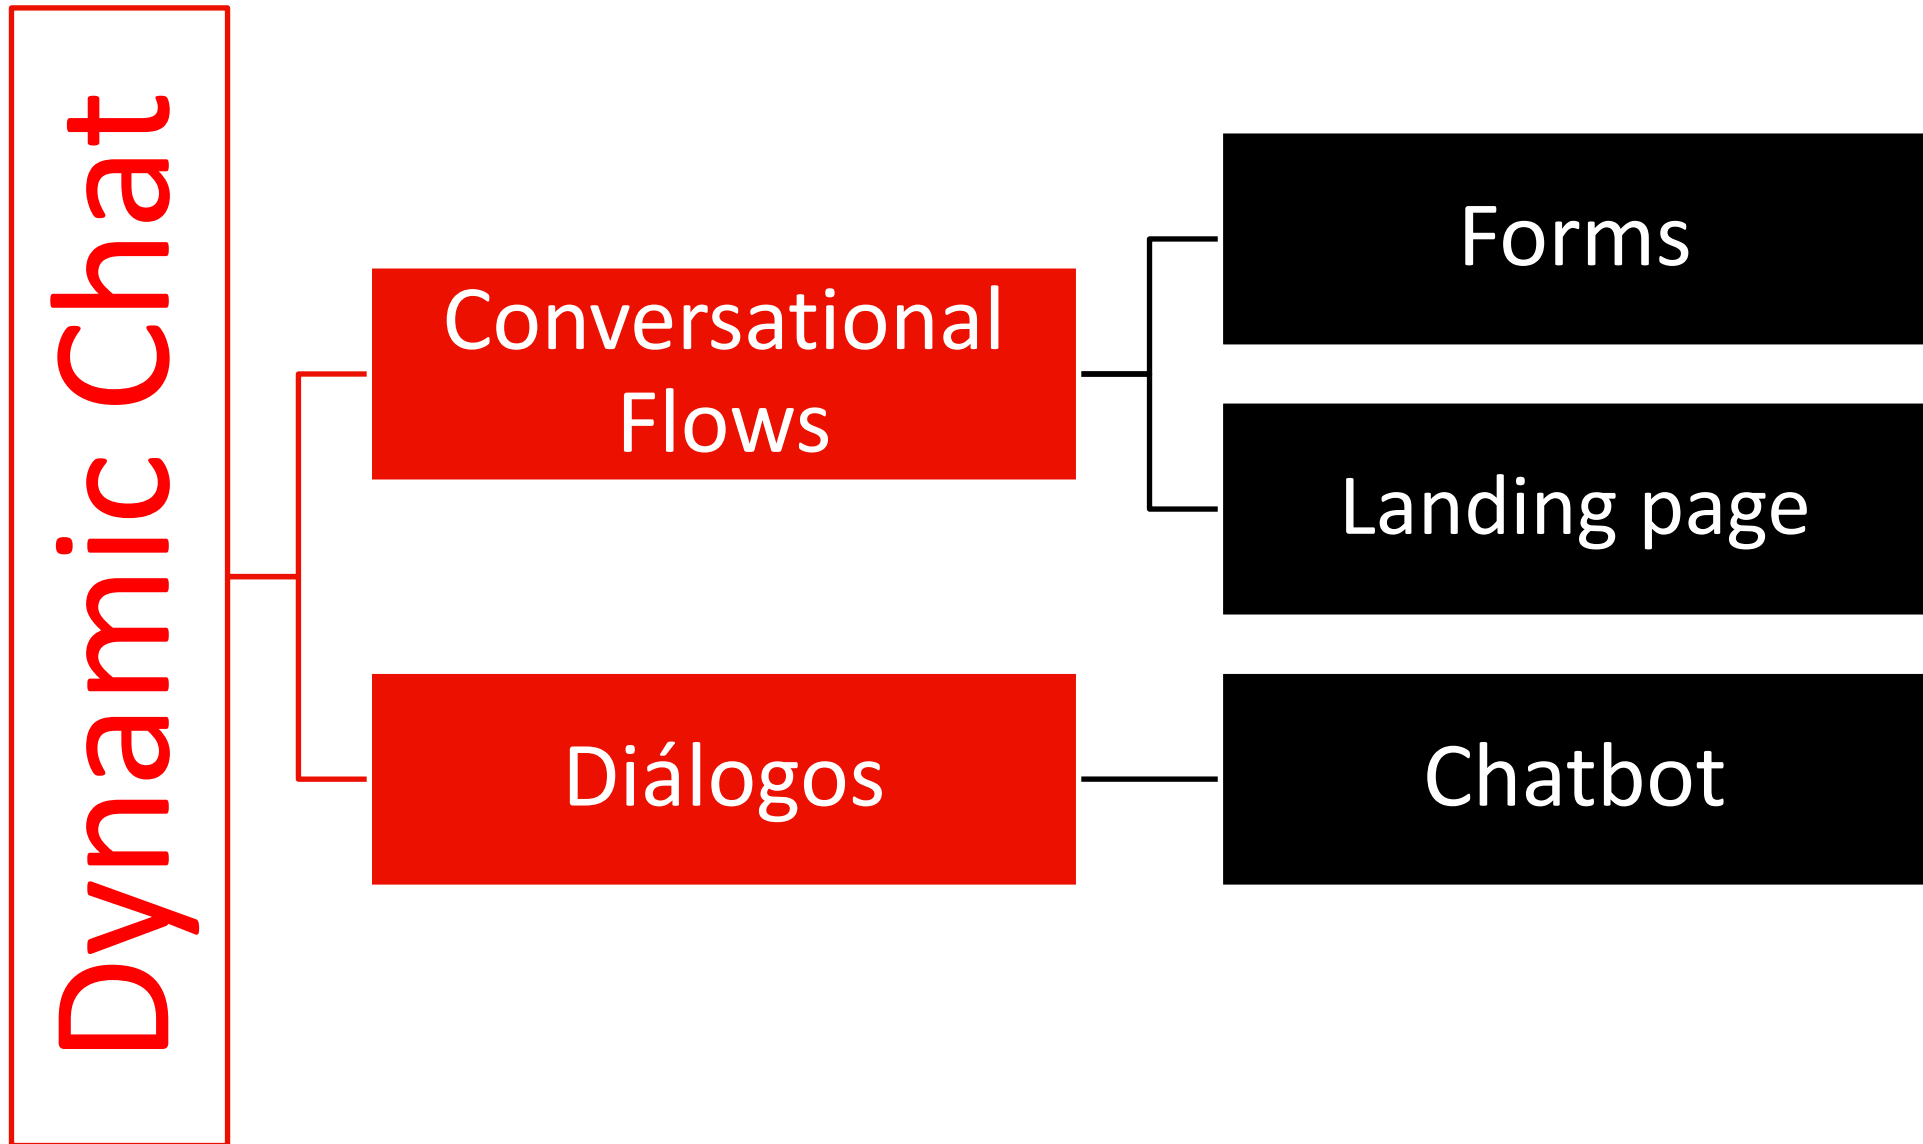 Dynamic Chat
Conversational
Flows
Forms
Landing page
Diálogos
Chatbot